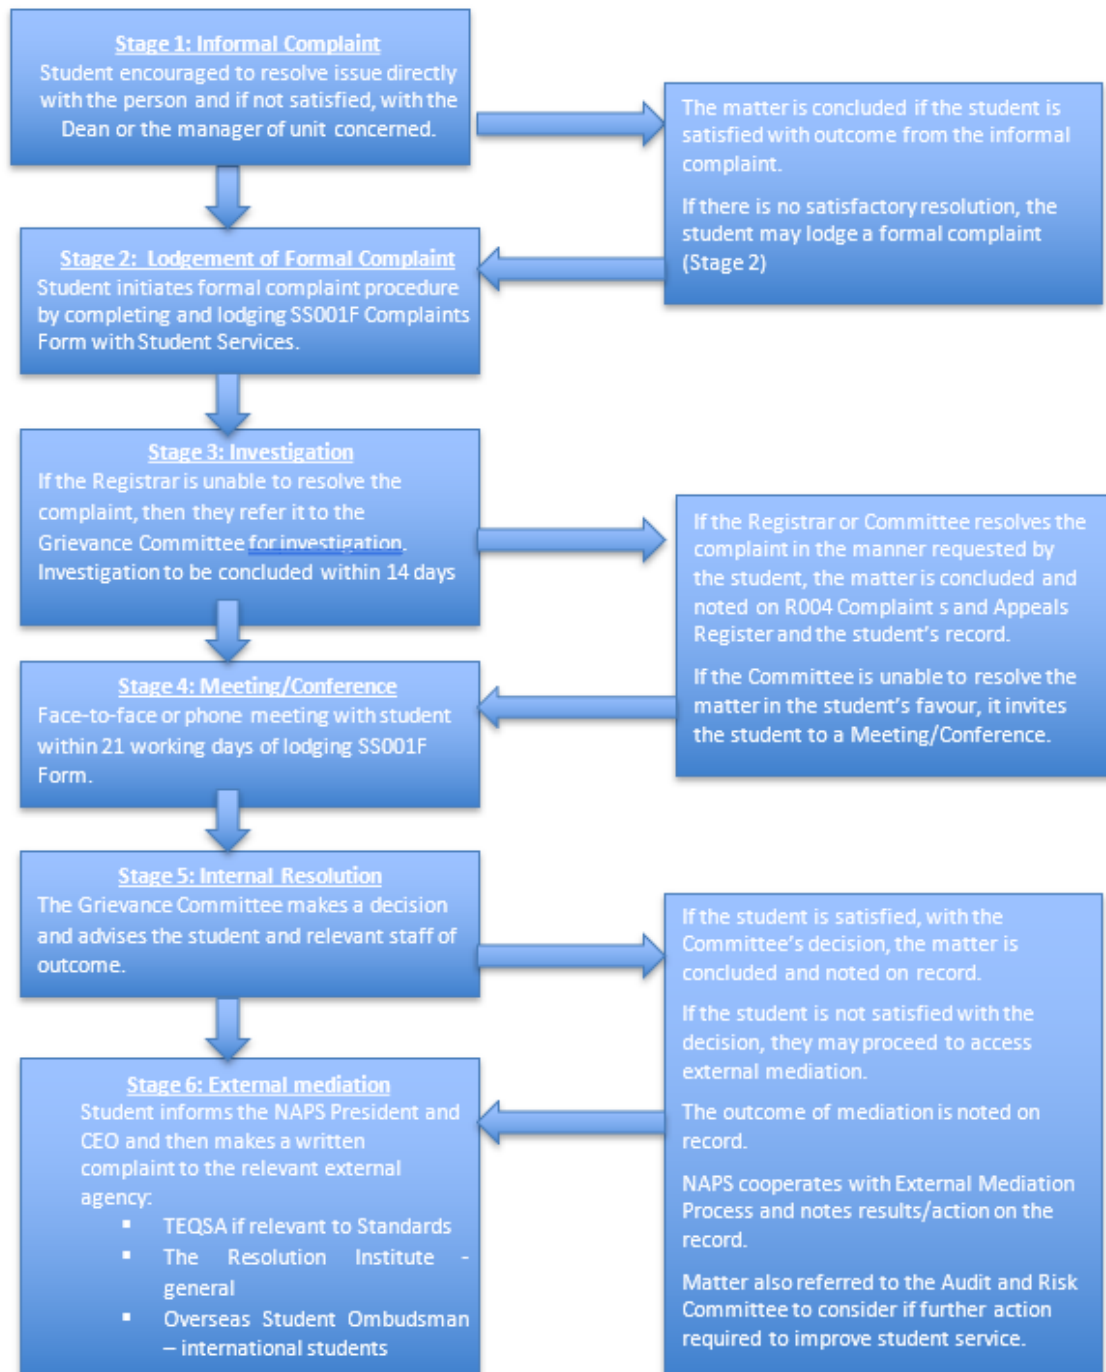 Stage 1: Informal Complaint
Student encouraged to resolve issue directly
with the person and if not satisfied, with the
Dean or the manager of unit concerned.
The matter is concluded if the student is
satisfied with outcome from the informal
complaint.
If there is no satisfactory resolution, the
student may lodge a formal complaint
(Stage 2)
Stage 2: Lodgement of Formal Complaint
Student initiates formal complaint procedure
by completing and lodging SS001F Complaints
Form with Student Services.
Stage 3: Investigation
If the Registrar is unable to resolve the
complaint, then they refer it to the
Grievance Committee for investigation.
Investigation to be concluded within 14 days
If the Registrar or Committee resolves the
complaint in the manner requested by
the student, the matter is concluded and
noted on R004 Complaint s and Appeals
Register and the student's record.
If the Committee is unable to resolve the
matter in the student's favour, it invites
the student to a Meeting/Conference.
Stage 4: Meeting/Conference
Face-to-face or phone meeting with student
within 21 working days of lodging SS001F
Form.
Stage 5: Internal Resolution
The Grievance Committee makes a decision
and advises the student and relevant staff of
outcome.
If the student is satisfied, with the
Committee's decision, the matter is
concluded and noted on record.
If the student is not satisfied with the
decision, they may proceed to access
external mediation.
The outcome of mediation is noted on
record.
NAPS cooperates with External Mediation
Process and notes results/action on the
record.
Matter also referred to the Audit and Risk
Committee to consider if further action
required to improve student service.
Stage 6: External mediation
Student informs the NAPS President and
CEO and then makes a written
complaint to the relevant external
agency:
▪ TEQSA if relevant to Standards
▪ The Resolution Institute -
general
▪ Overseas Student Ombudsman
– international students